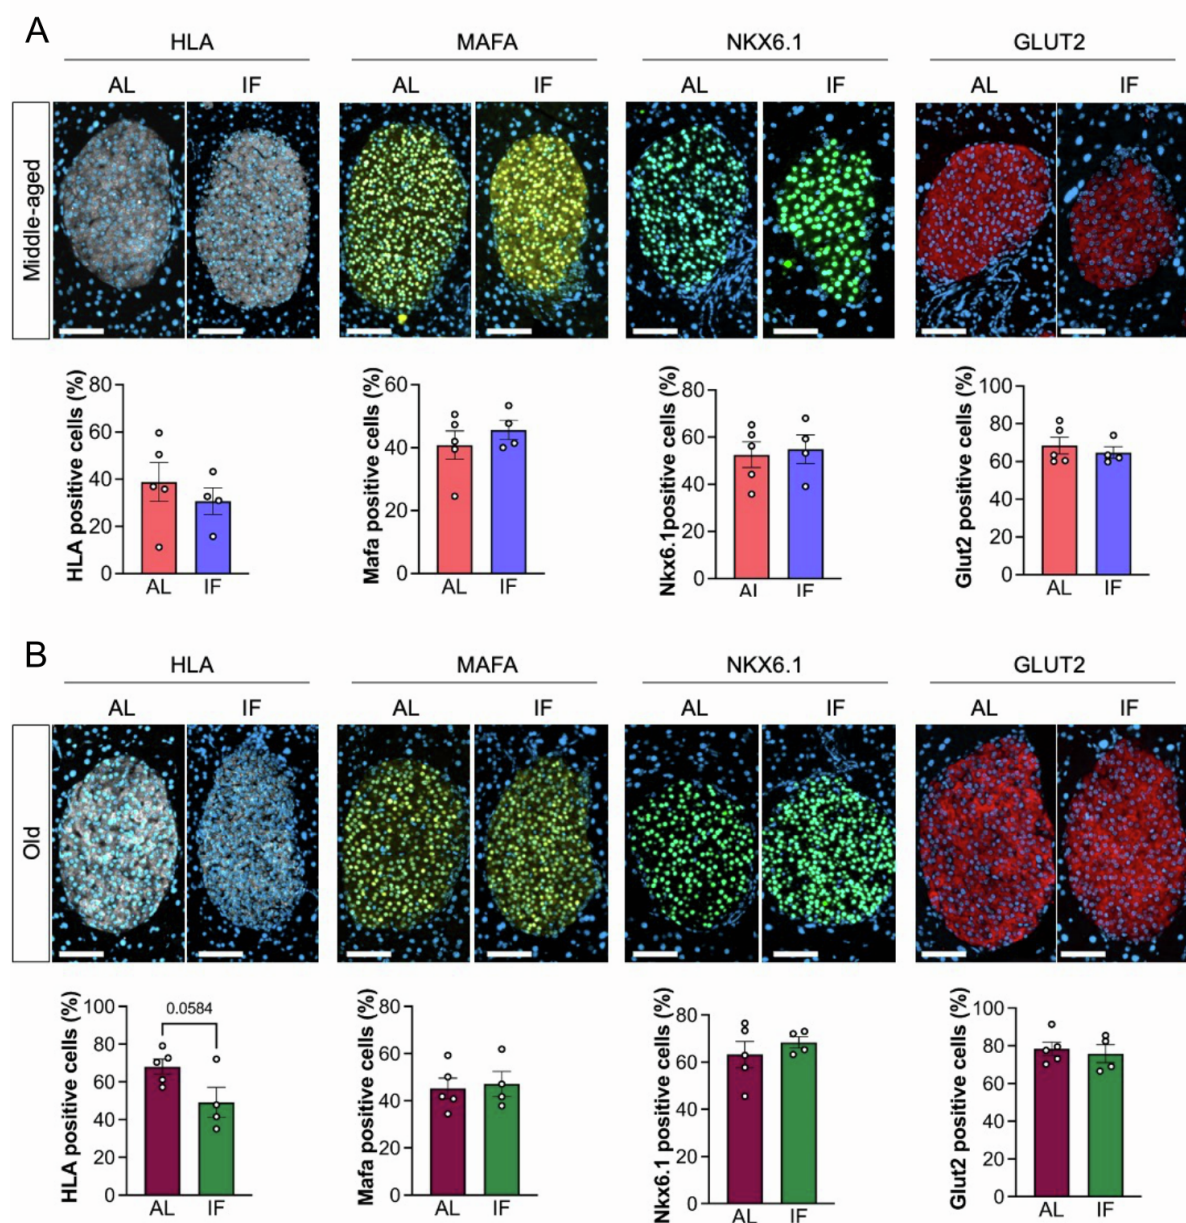 A
HLA MAFA NKX6.1 GLUT2
AL IF AL IF AL IF AL IF
Middle-aged
HLA positive cells (%)
80
60
40
20
0
AL IF
Mafa positive cells (%)
60
40
20
0
AL IF
Nkx6.1positive cells (%)
80
60
40
20
0
AL IF
Glut2 positive cells (%)
100
80
60
40
20
0
AL IF
B
HLA MAFA NKX6.1 GLUT2
AL IF AL IF AL IF AL IF
Old
HLA positive cells (%)
100
80
60
40
20
0
0.0584
AL IF
Mafa positive cells (%)
80
60
40
20
0
AL IF
Nkx6.1 positive cells (%)
80
60
40
20
0
AL IF
Glut2 positive cells (%)
100
80
60
40
20
0
AL IF